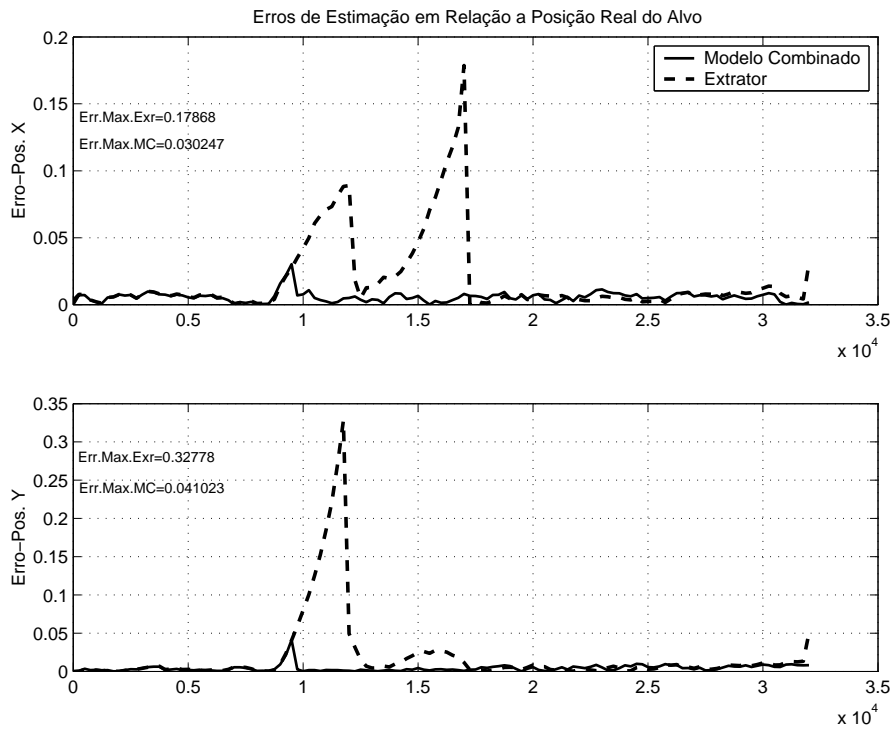 Erros de Estimação em Relação a Posição Real do Alvo
0.2
0.15
0.1
0.05
0
Erro−Pos. X
Err.Max.Exr=0.17868
Err.Max.MC=0.030247
Modelo Combinado
Extrator
0 0.5 1 1.5 2 2.5 3 3.5
x 10^4
0.35
0.3
0.25
0.2
0.15
0.1
0.05
0
Erro−Pos. Y
Err.Max.Exr=0.32778
Err.Max.MC=0.041023
0 0.5 1 1.5 2 2.5 3 3.5
x 10^4